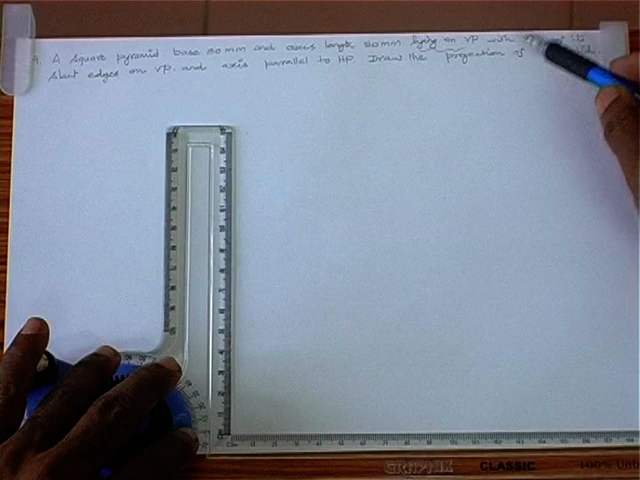 A. A Square pyramid base 30mm and axis length 50mm lying on VP with
slant edges on VP. and axis parallel to HP Draw the projection of
GRAPHIX CLASSIC 100%